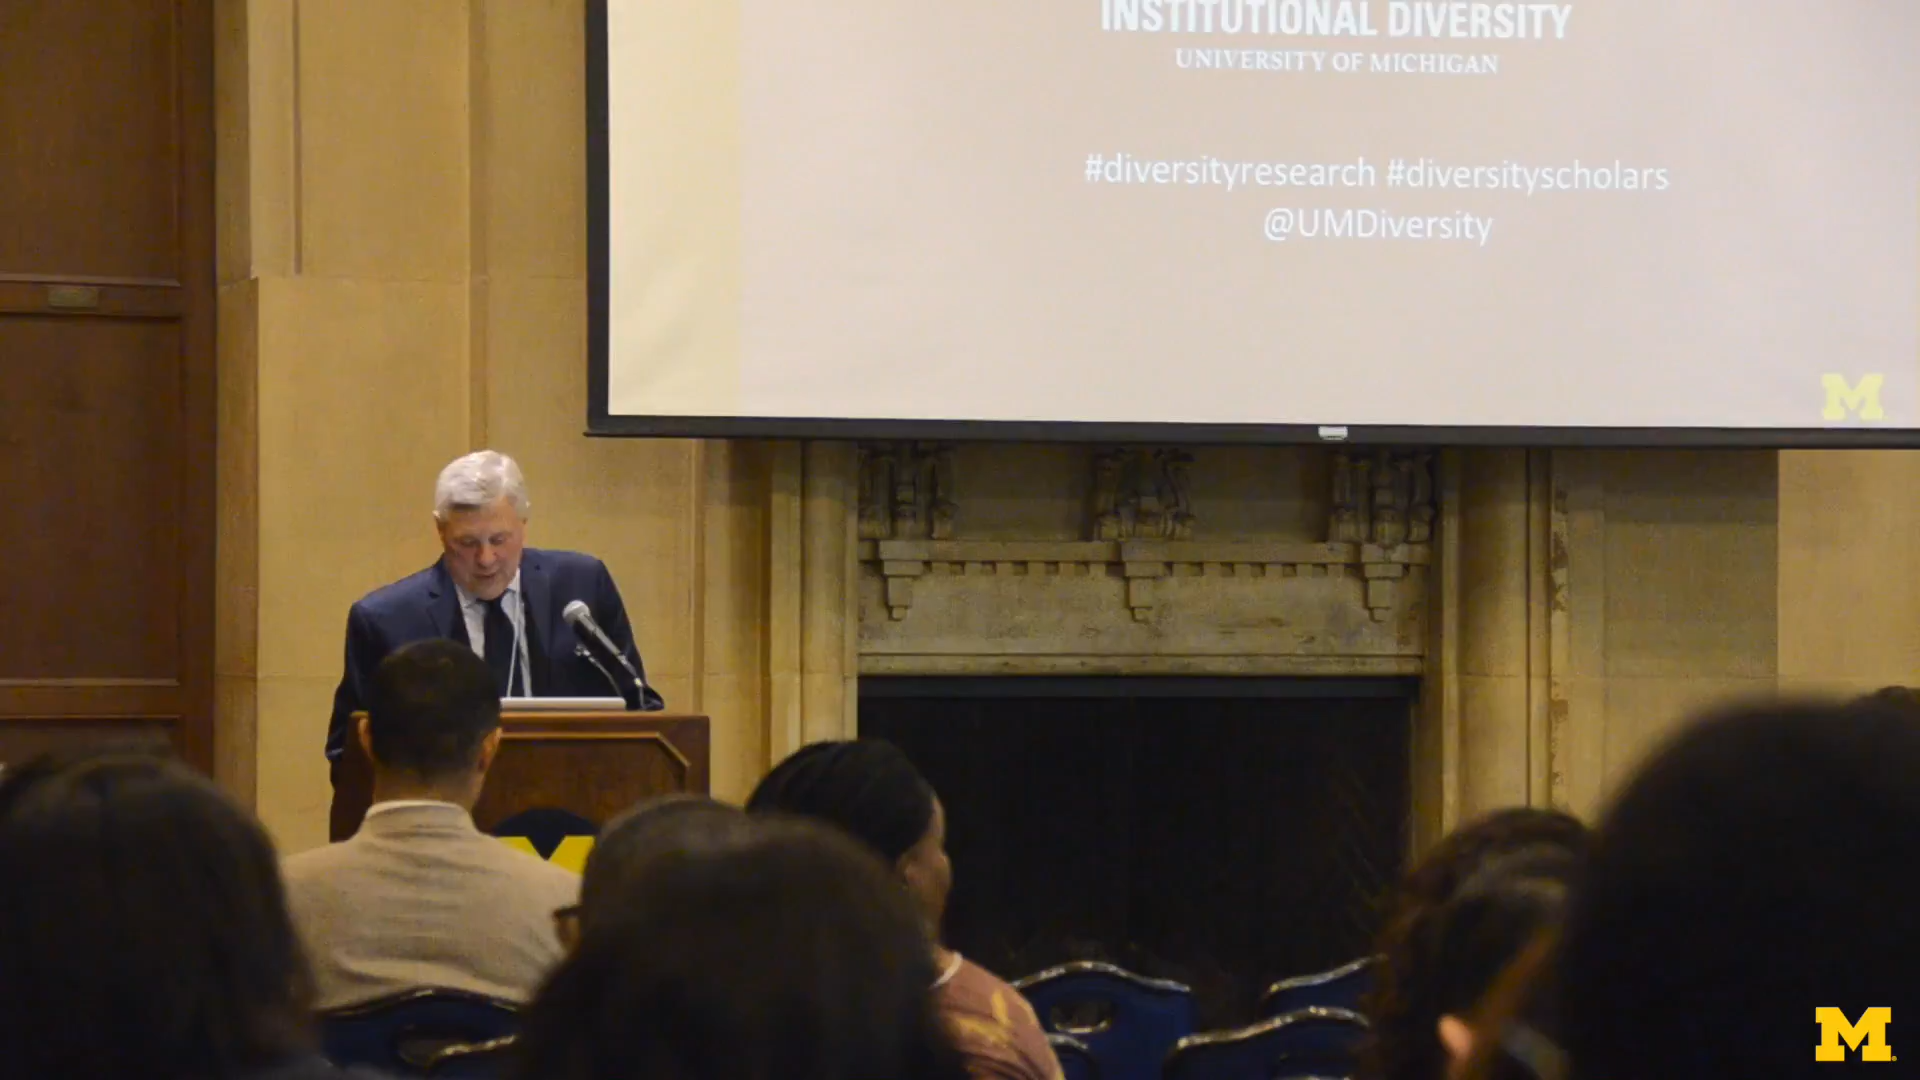 INSTITUTIONAL DIVERSITY
UNIVERSITY OF MICHIGAN
#diversityresearch #diversityscholars
@UMDiversity
M
M